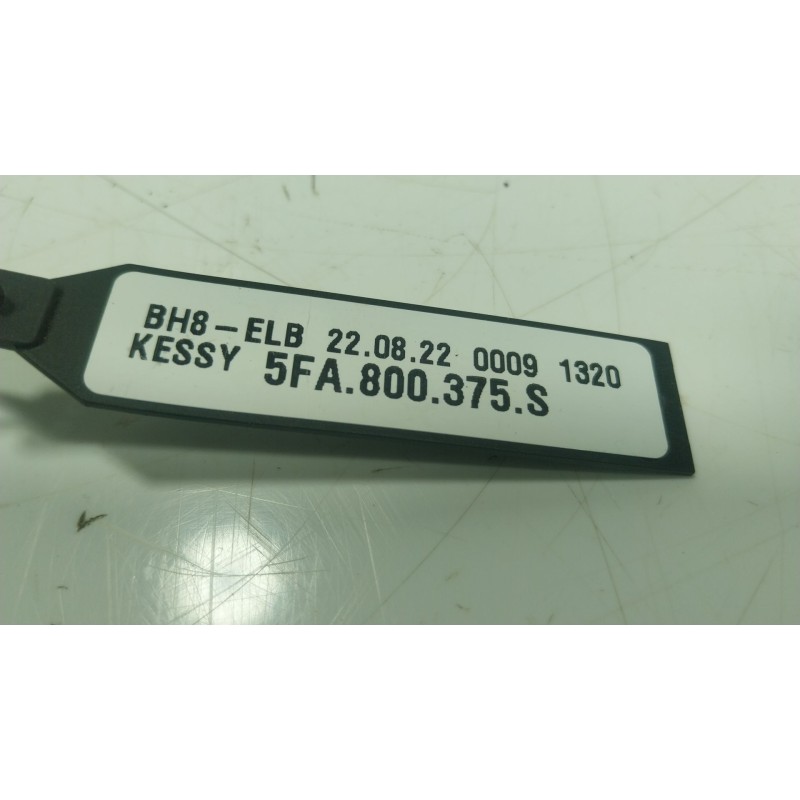 BH8-ELB 22.08.22 0009 1320
KESSY 5FA.800.375.S